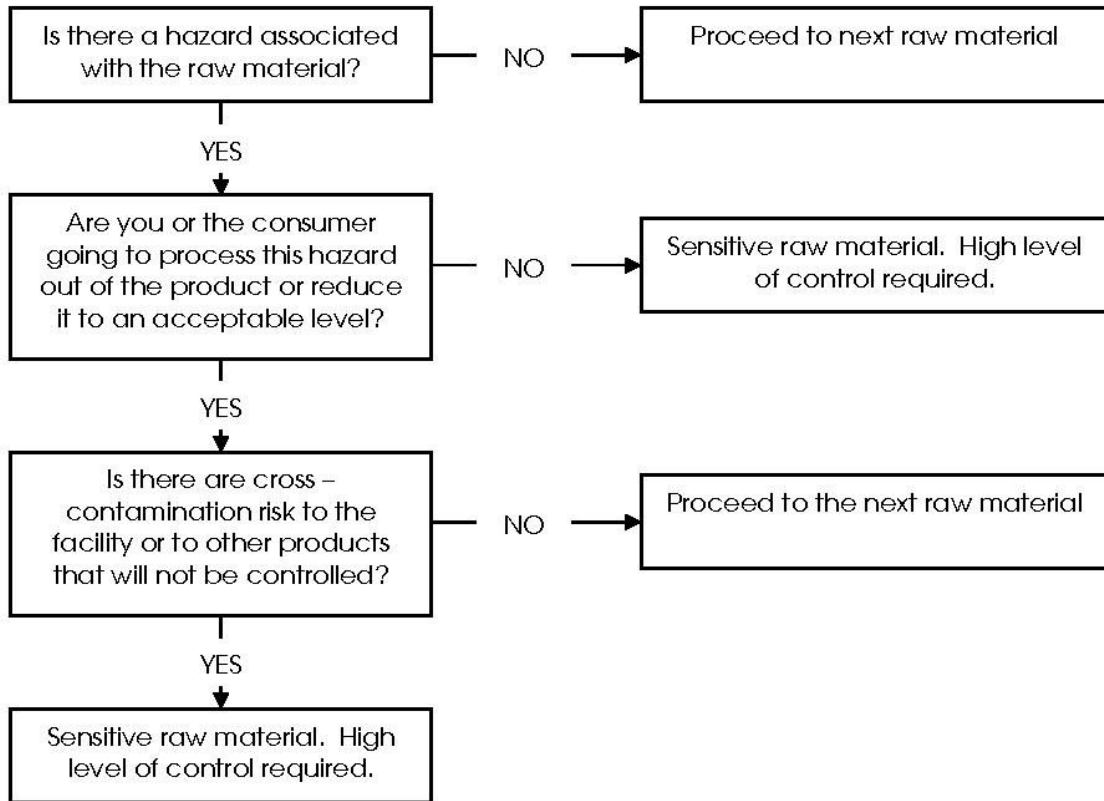 Is there a hazard associated
with the raw material?
NO
Proceed to next raw material
YES
Are you or the consumer
going to process this hazard
out of the product or reduce
it to an acceptable level?
NO
Sensitive raw material.  High level
of control required.
YES
Is there are cross –
contamination risk to the
facility or to other products
that will not be controlled?
NO
Proceed to the next raw material
YES
Sensitive raw material.  High
level of control required.